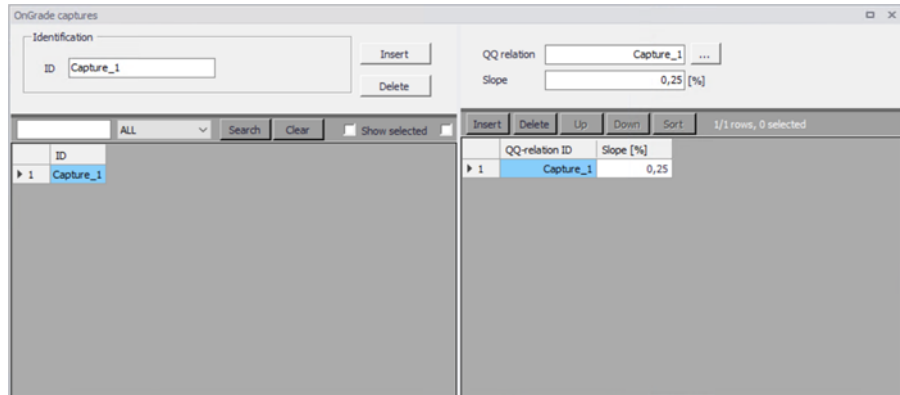 OnGrade captures
Identification
ID Capture_1
Insert
Delete
QQ relation Capture_1 ...
Slope 0,25 [%]
ALL Search Clear Show selected
Insert Delete Up Down Sort 1/1 rows, 0 selected
ID
1 Capture_1
QQ-relation ID Slope [%]
1 Capture_1 0,25